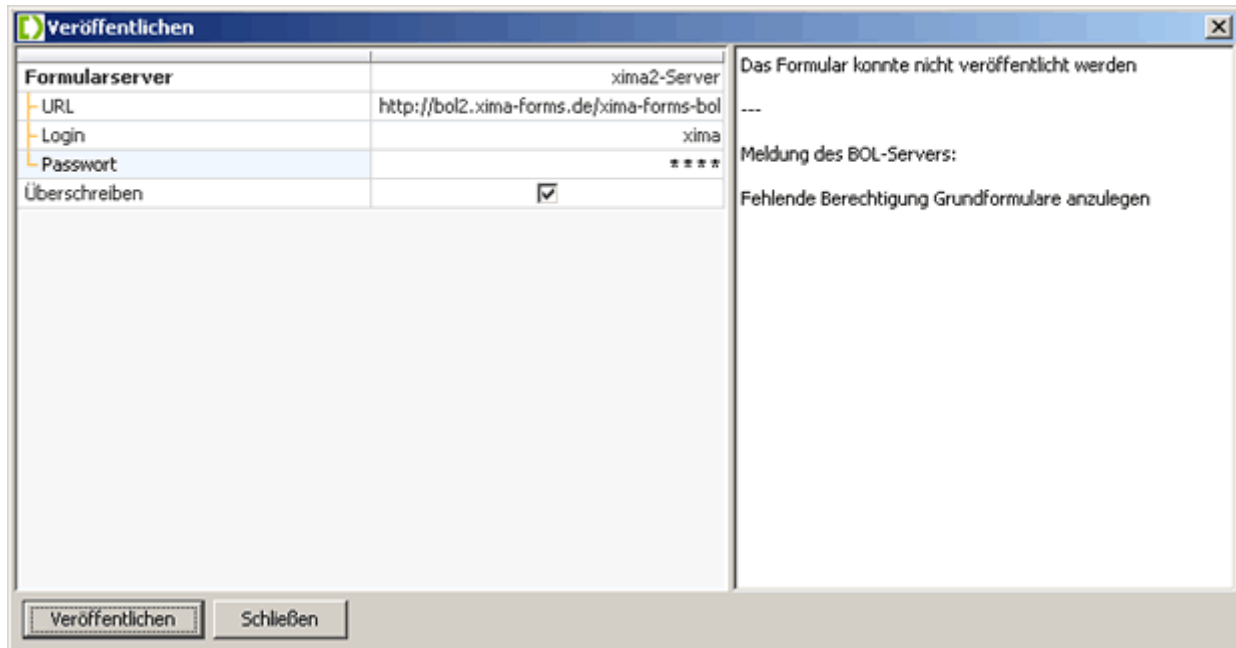 Veröffentlichen
Formularserver xima2-Server
URL http://bol2.xima-forms.de/xima-forms-bol
Login xima
Passwort ****
Überschreiben
Das Formular konnte nicht veröffentlicht werden
---
Meldung des BOL-Servers:
Fehlende Berechtigung Grundformulare anzulegen
Veröffentlichen Schließen